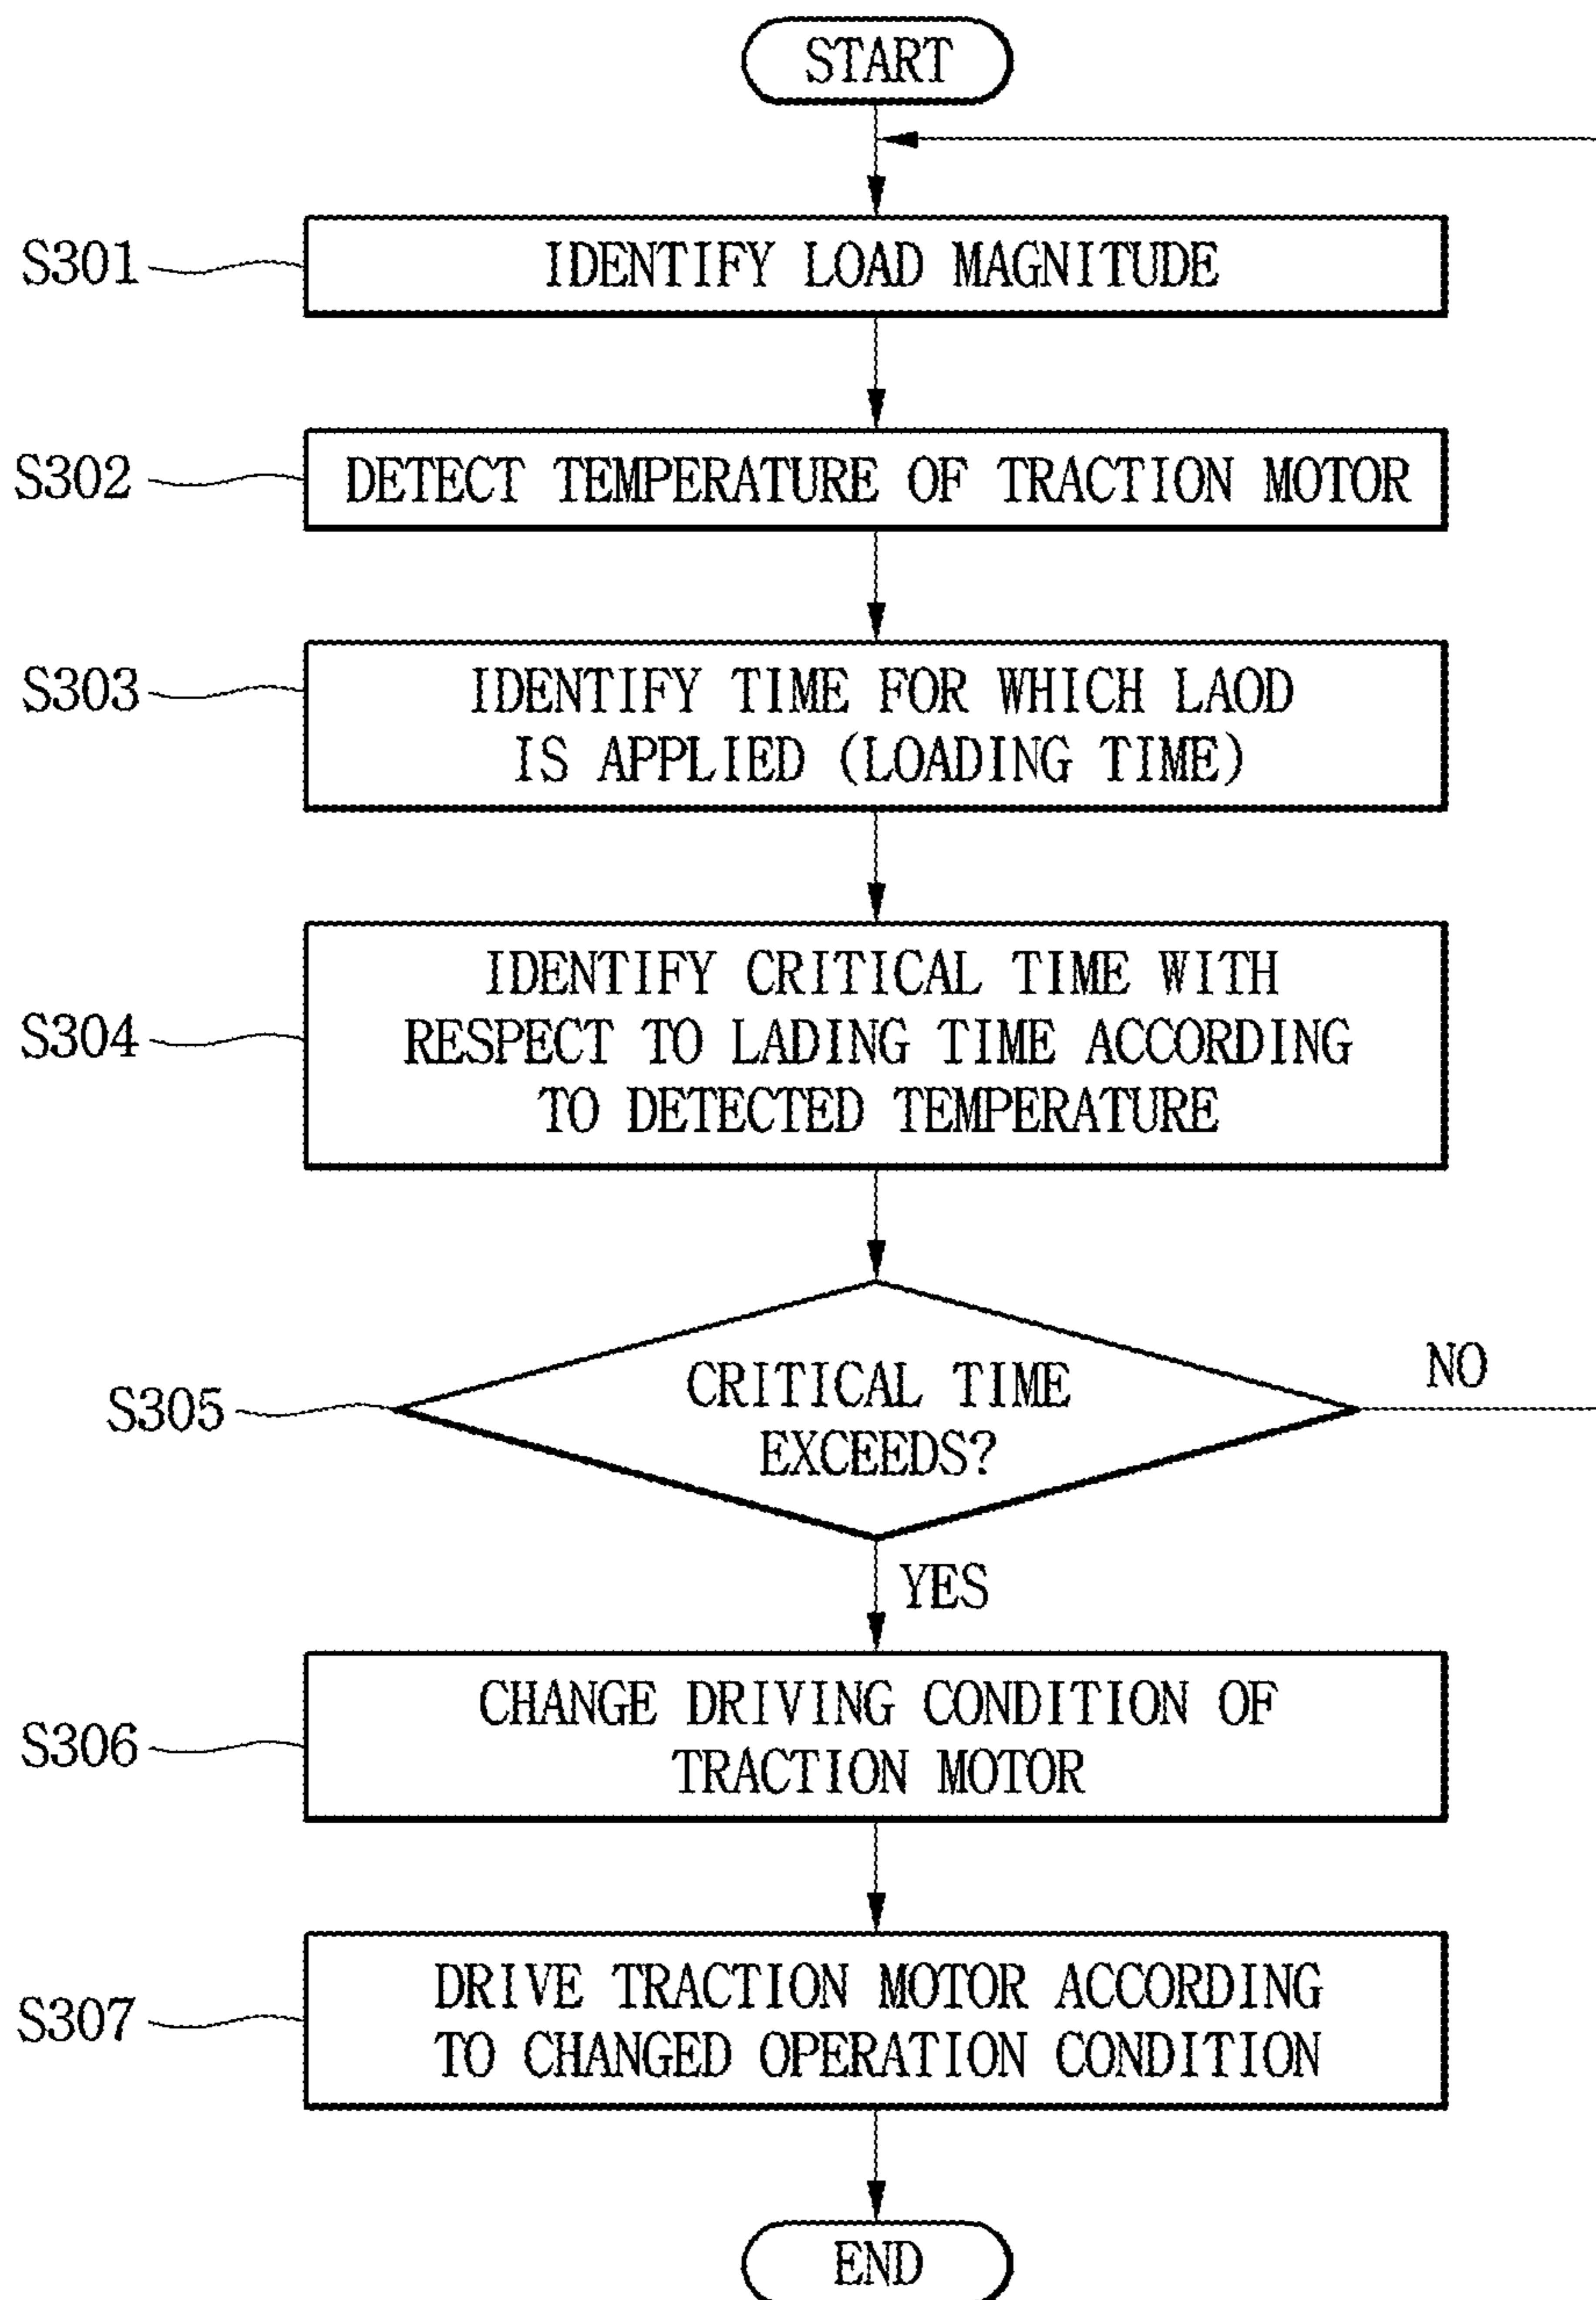 START
S301
IDENTIFY LOAD MAGNITUDE
S302
DETECT TEMPERATURE OF TRACTION MOTOR
S303
IDENTIFY TIME FOR WHICH LAOD
IS APPLIED (LOADING TIME)
S304
IDENTIFY CRITICAL TIME WITH
RESPECT TO LADING TIME ACCORDING
TO DETECTED TEMPERATURE
S305
CRITICAL TIME
EXCEEDS?
NO
YES
S306
CHANGE DRIVING CONDITION OF
TRACTION MOTOR
S307
DRIVE TRACTION MOTOR ACCORDING
TO CHANGED OPERATION CONDITION
END